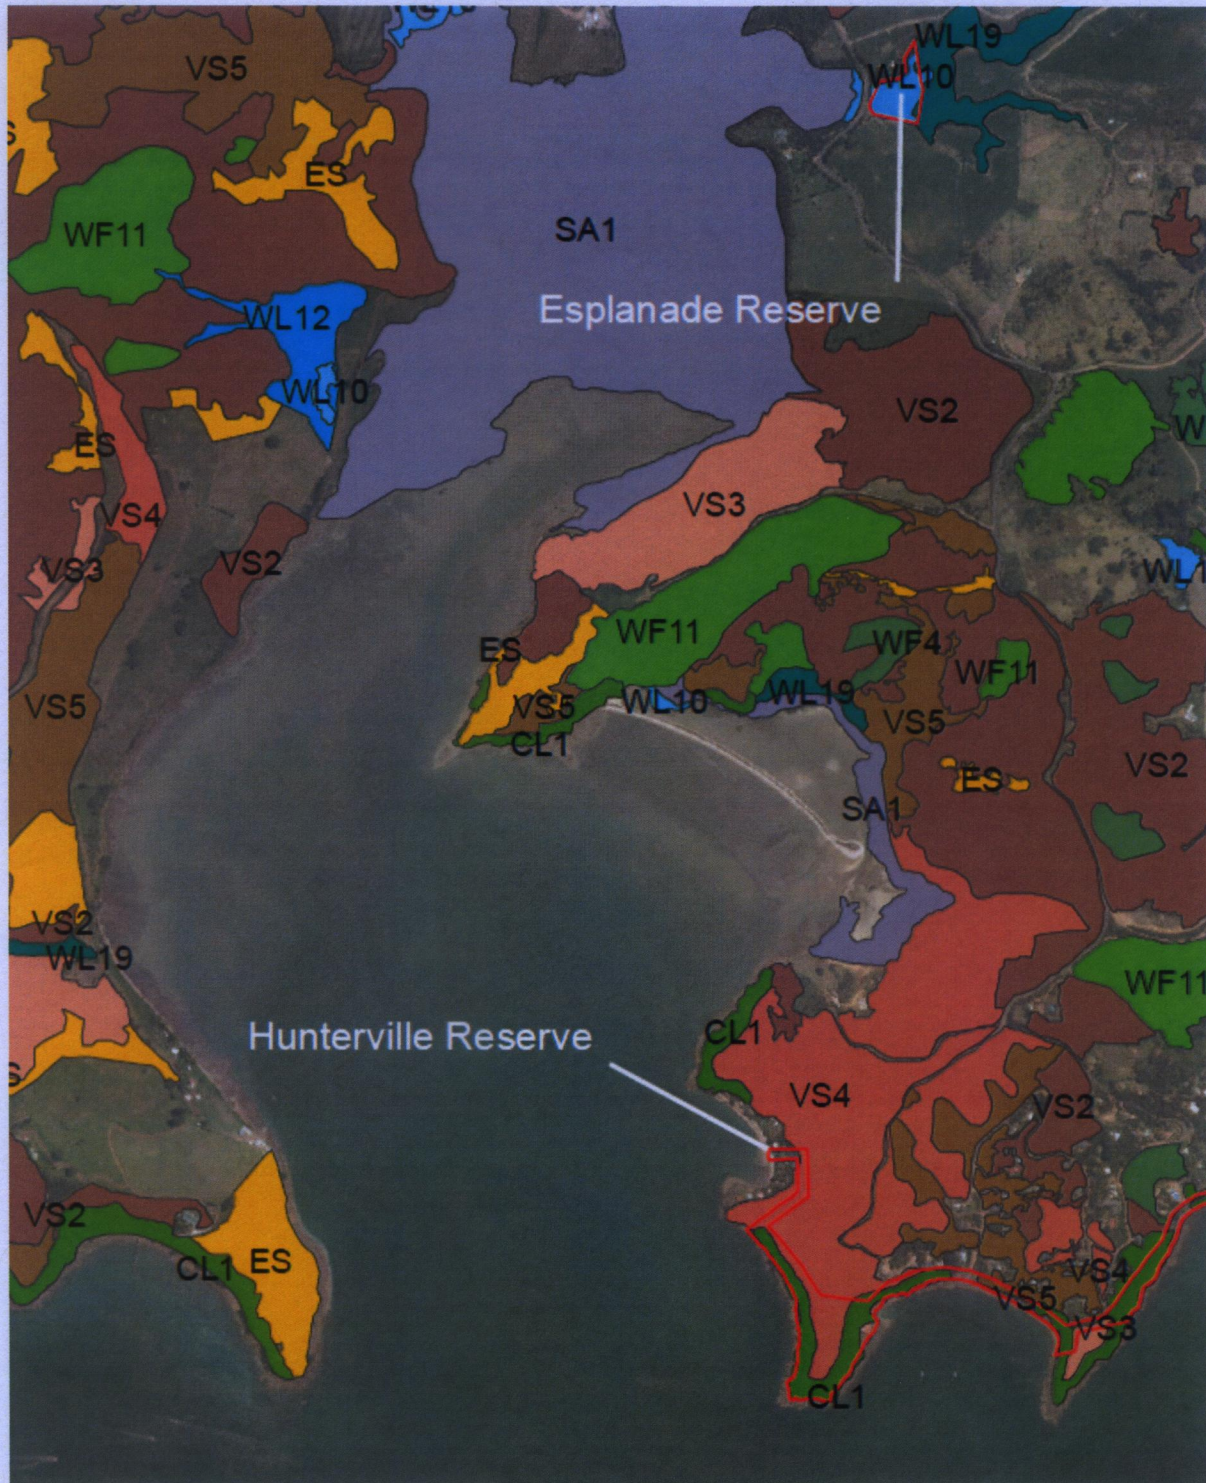 WL19
VS5
WL10
ES
WF11
SA1
Esplanade Reserve
WL12
WL10
VS2
ES
VS3
VS4
VS3
VS2
WF11
WF4
ES
WF11
WL19
WL10
VS5
VS5
VS5
CL1
VS2
ES
SA1
VS2
WL19
WF11
Hunterville Reserve
CL1
VS4
VS2
VS2
ES
CL1
VS4
VS5
VS3
CL1